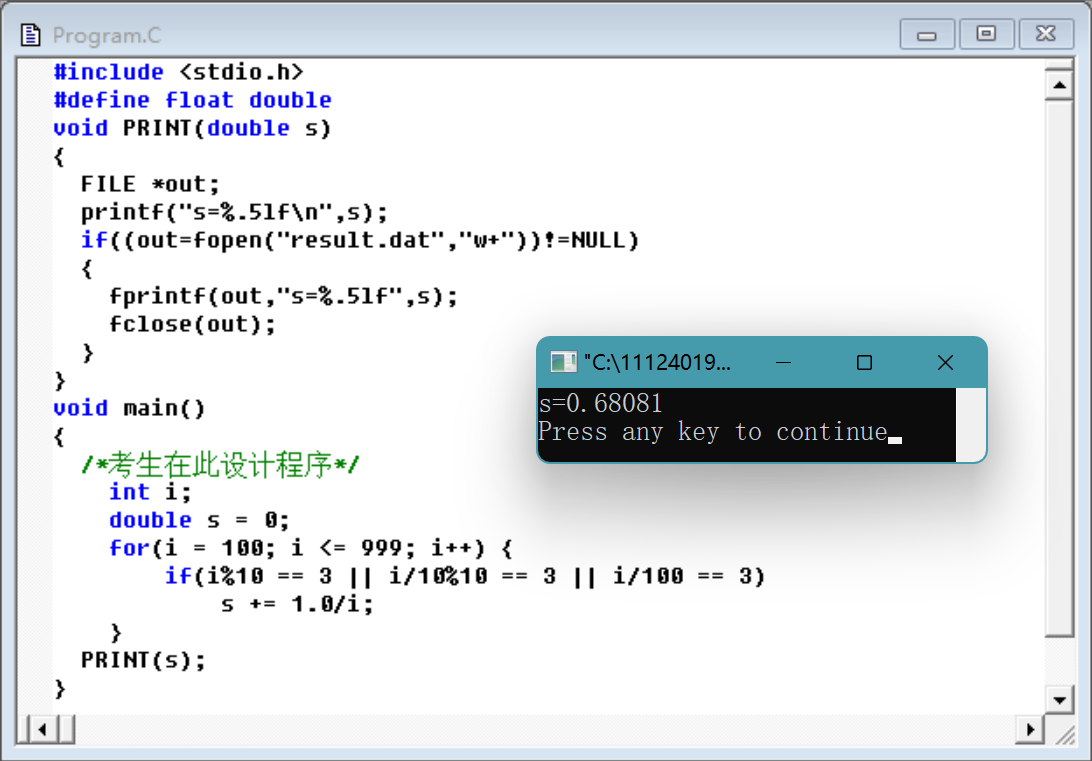 Program.C
#include <stdio.h>
#define float double
void PRINT(double s)
{
FILE *out;
printf("s=%.5lf\n",s);
if((out=fopen("result.dat","w+"))!=NULL)
{
fprintf(out,"s=%.5lf",s);
fclose(out);
}
}
void main()
{
/*考生在此设计程序*/
int i;
double s = 0;
for(i = 100; i <= 999; i++) {
if(i%10 == 3 || i/10%10 == 3 || i/100 == 3)
s += 1.0/i;
}
PRINT(s);
}
"C:\11124019...
s=0.68081
Press any key to continue